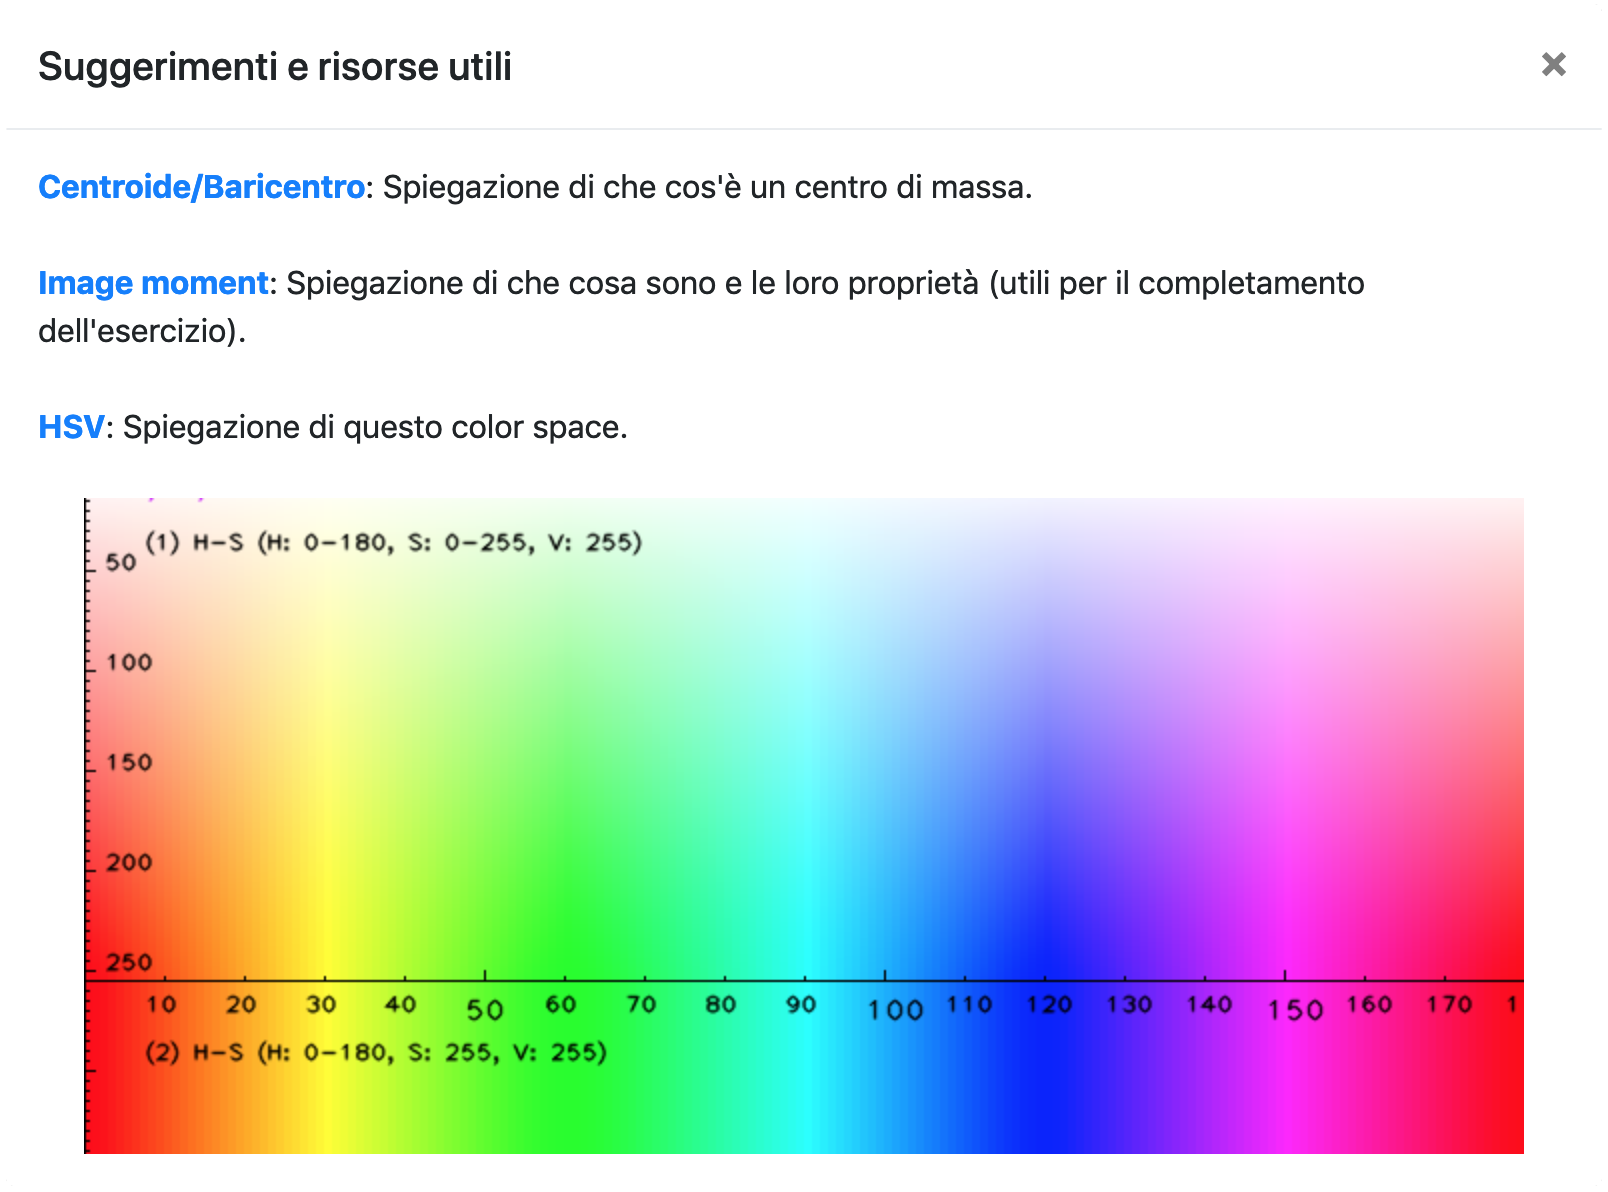 Suggerimenti e risorse utili
×
Centroide/Baricentro: Spiegazione di che cos'è un centro di massa.
Image moment: Spiegazione di che cosa sono e le loro proprietà (utili per il completamento
dell'esercizio).
HSV: Spiegazione di questo color space.
(1) H-S (H: 0-180, S: 0-255, V: 255)
50
100
150
200
250
10 20 30 40 50 60 70 80 90 100 110 120 130 140 150 160 170 1
(2) H-S (H: 0-180, S: 255, V: 255)